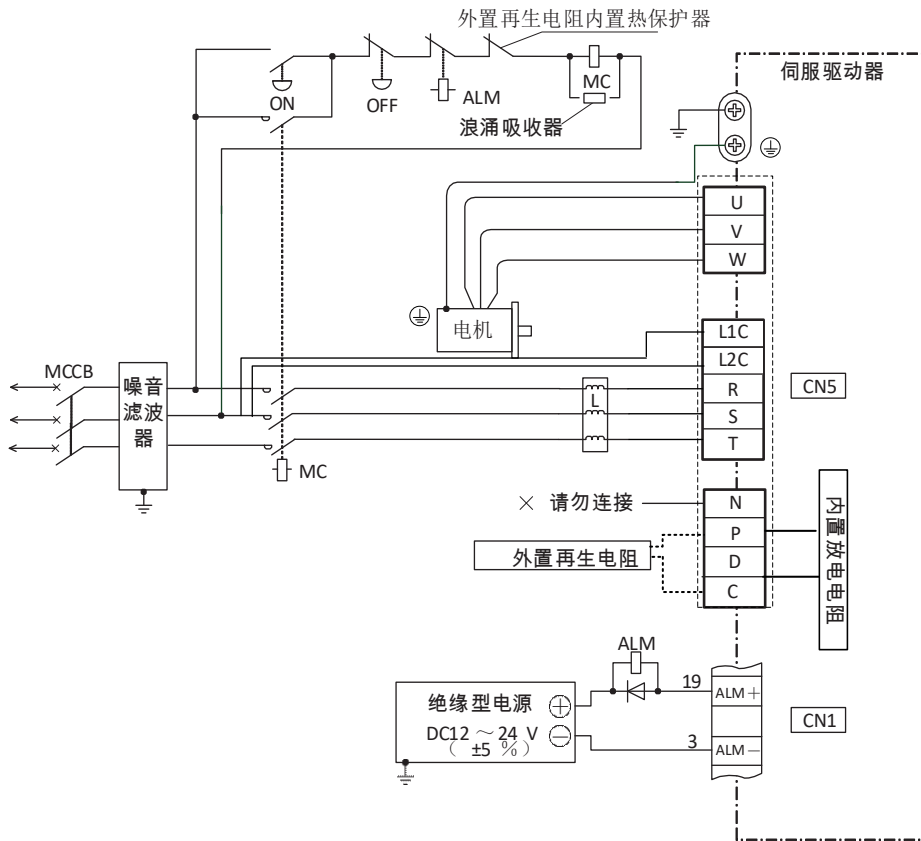 外置再生电阻内置热保护器
伺服驱动器
ON
OFF
ALM
MC
浪涌吸收器
U
V
W
电机
L1C
L2C
R
S
T
CN5
MCCB
噪音
滤波
器
L
MC
× 请勿连接
N
P
D
C
外置再生电阻
内置放电电阻
ALM
绝缘型电源
DC12 ～ 24 V
（ ±5 %）
19
ALM＋
3
ALM－
CN1